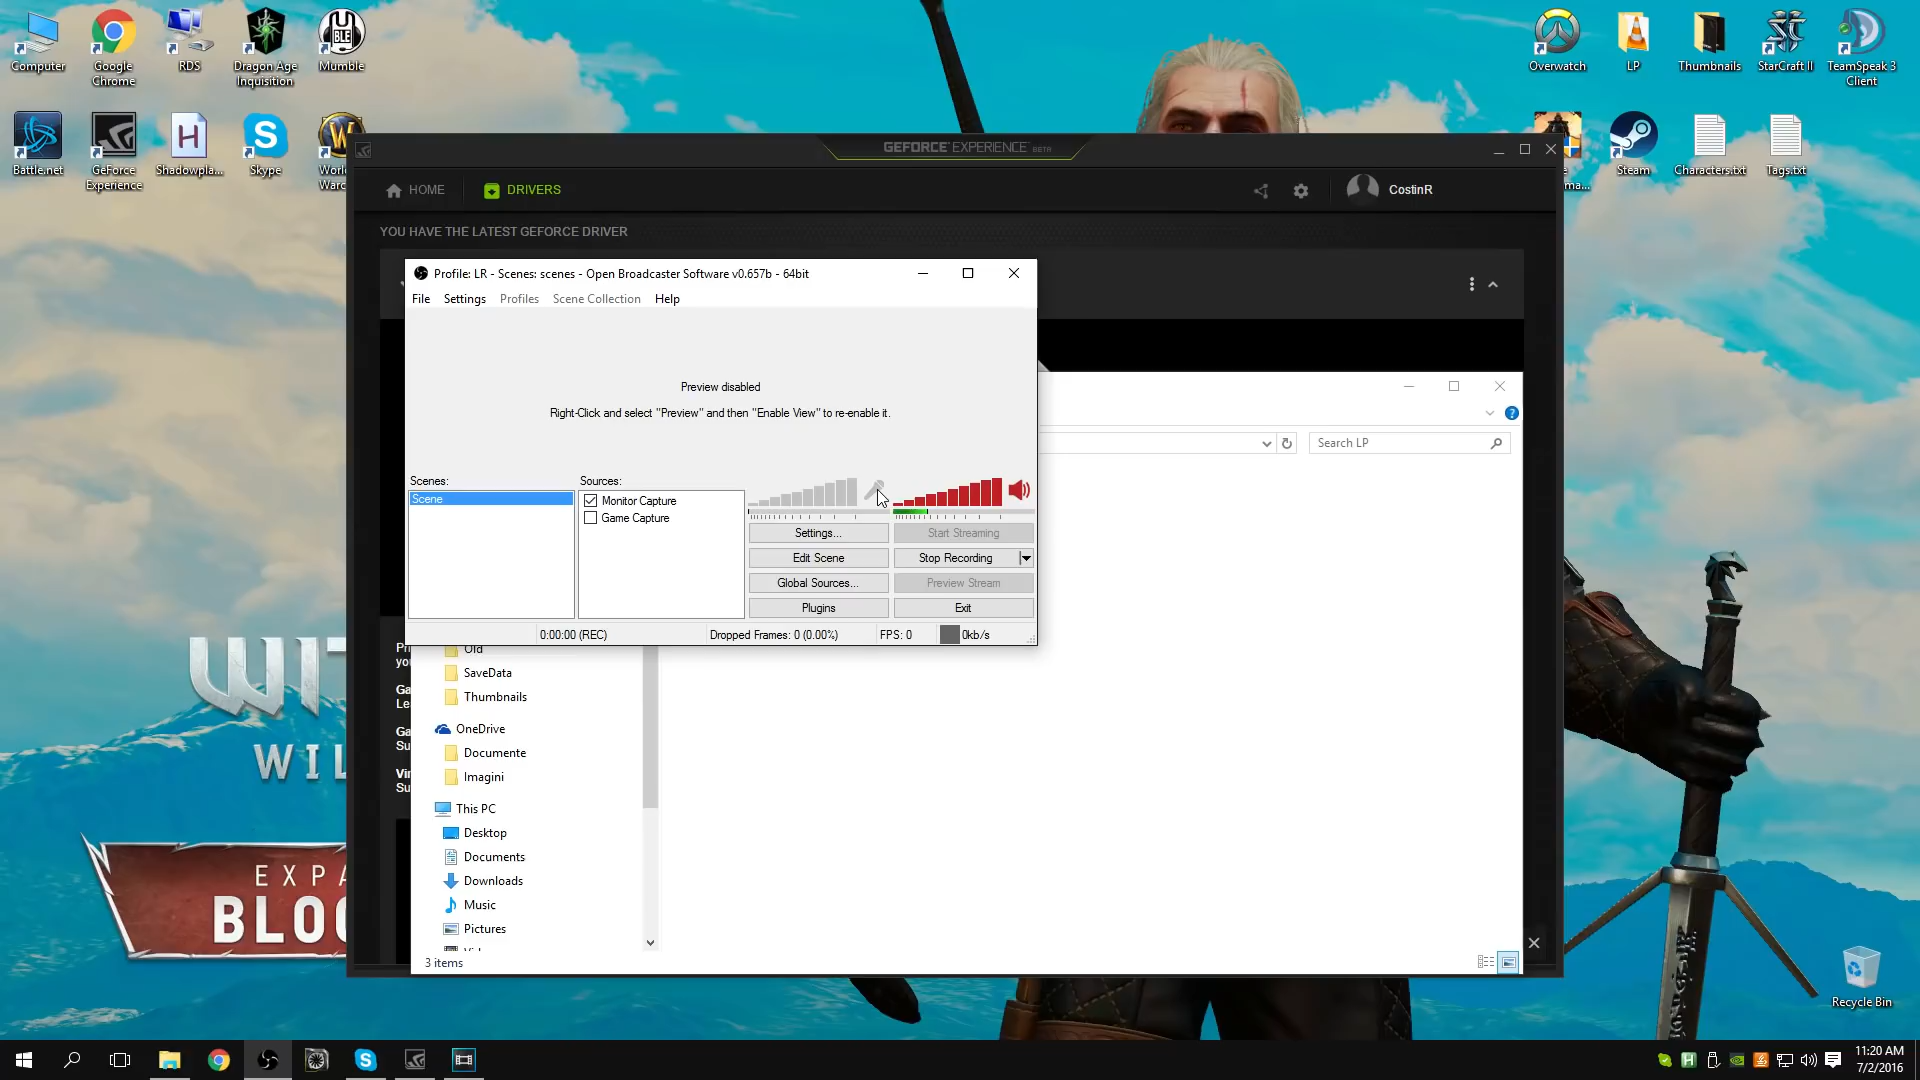 Computer
Google
Chrome
RDS
Dragon Age
Inquisition
Mumble
Overwatch
LP
Thumbnails
StarCraft II
TeamSpeak 3
Client
Battle.net
GeForce
Experience
Shadowpla...
Skype
Steam
Characters.txt
Tags.txt
GEFORCE EXPERIENCE BETA
HOME
DRIVERS
CostinR
YOU HAVE THE LATEST GEFORCE DRIVER
Profile: LR - Scenes: scenes - Open Broadcaster Software v0.657b - 64bit
File Settings Profiles Scene Collection Help
Preview disabled
Right-Click and select "Preview" and then "Enable View" to re-enable it.
Search LP
Scenes:
Sources:
Scene
Monitor Capture
Game Capture
Settings...
Start Streaming
Edit Scene
Stop Recording
Global Sources...
Preview Stream
Plugins
Exit
0:00:00 (REC)
Dropped Frames: 0 (0.00%)
FPS: 0
0kb/s
Old
SaveData
Thumbnails
OneDrive
Documente
Imagini
This PC
Desktop
Documents
Downloads
Music
Pictures
3 items
WIL
EXPA
BLOO
Recycle Bin
11:20 AM
7/2/2016